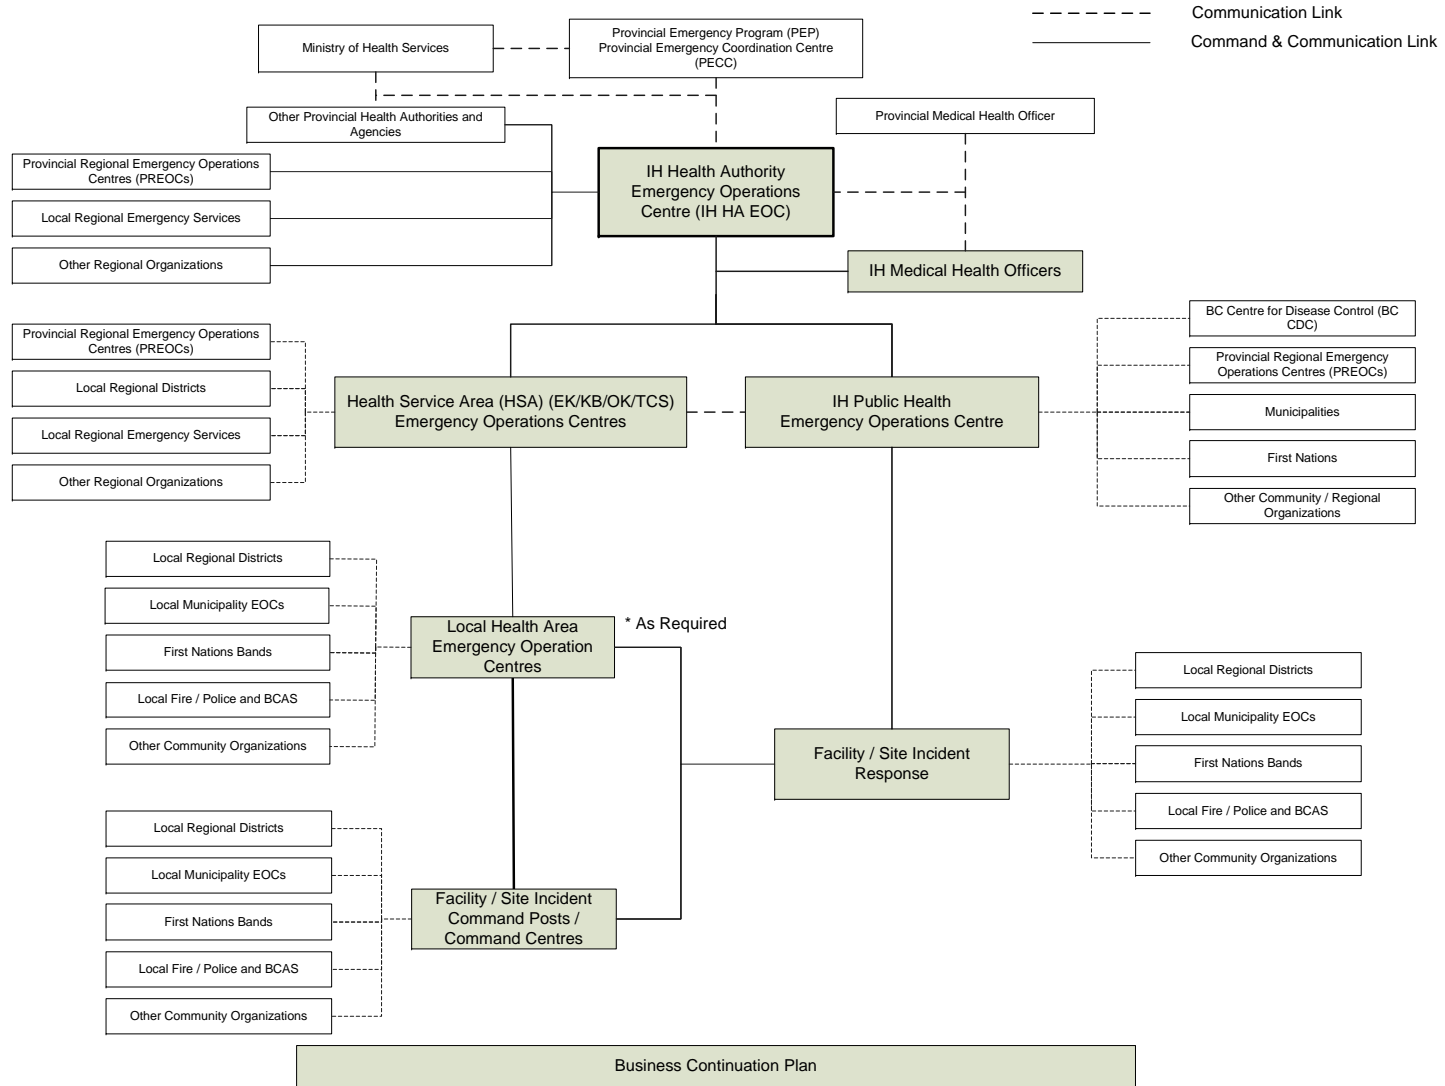 Communication Link
Command & Communication Link
Ministry of Health Services
Provincial Emergency Program (PEP)
Provincial Emergency Coordination Centre
(PECC)
Other Provincial Health Authorities and
Agencies
Provincial Medical Health Officer
Provincial Regional Emergency Operations
Centres (PREOCs)
Local Regional Emergency Services
Other Regional Organizations
IH Health Authority
Emergency Operations
Centre (IH HA EOC)
IH Medical Health Officers
Provincial Regional Emergency Operations
Centres (PREOCs)
Local Regional Districts
Local Regional Emergency Services
Other Regional Organizations
Health Service Area (HSA) (EK/KB/OK/TCS)
Emergency Operations Centres
IH Public Health
Emergency Operations Centre
BC Centre for Disease Control (BC
CDC)
Provincial Regional Emergency
Operations Centres (PREOCs)
Municipalities
First Nations
Other Community / Regional
Organizations
Local Regional Districts
Local Municipality EOCs
First Nations Bands
Local Fire / Police and BCAS
Other Community Organizations
Local Health Area
Emergency Operation
Centres
* As Required
Facility / Site Incident
Response
Local Regional Districts
Local Municipality EOCs
First Nations Bands
Local Fire / Police and BCAS
Other Community Organizations
Local Regional Districts
Local Municipality EOCs
First Nations Bands
Local Fire / Police and BCAS
Other Community Organizations
Facility / Site Incident
Command Posts /
Command Centres
Business Continuation Plan